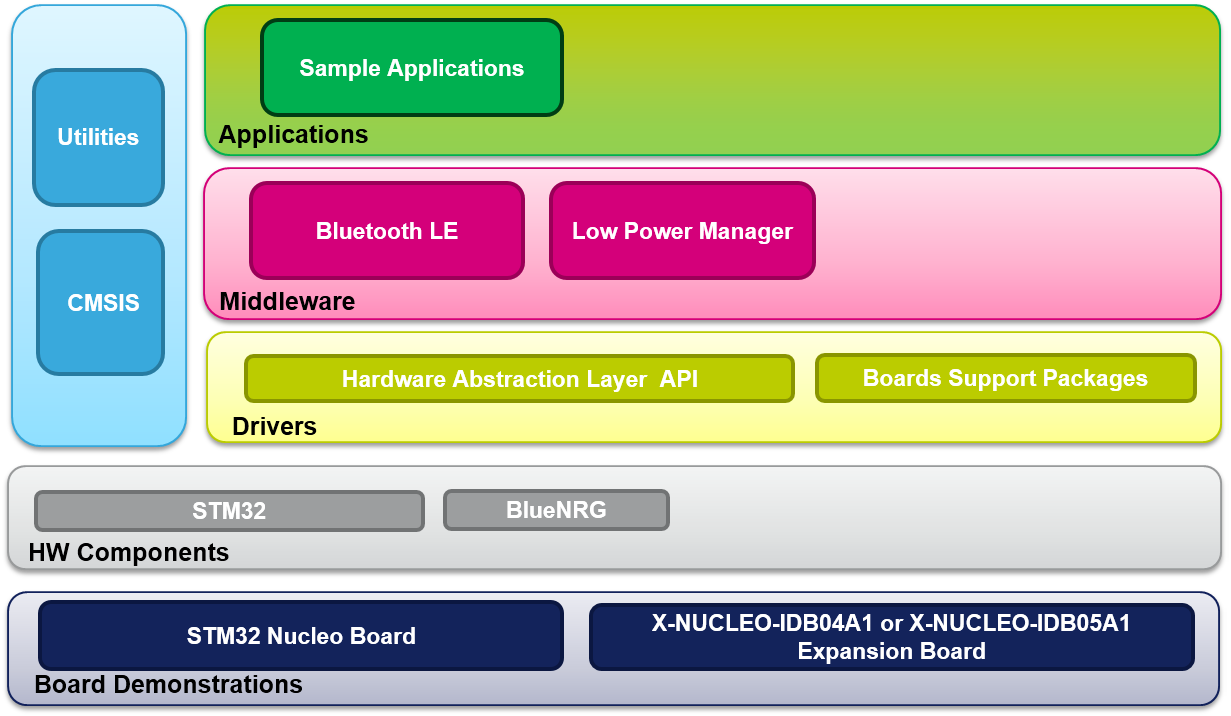 Utilities
CMSIS
Sample Applications
Applications
Bluetooth LE
Low Power Manager
Middleware
Hardware Abstraction Layer  API
Boards Support Packages
Drivers
STM32
BlueNRG
HW Components
STM32 Nucleo Board
X-NUCLEO-IDB04A1 or X-NUCLEO-IDB05A1
Expansion Board
Board Demonstrations